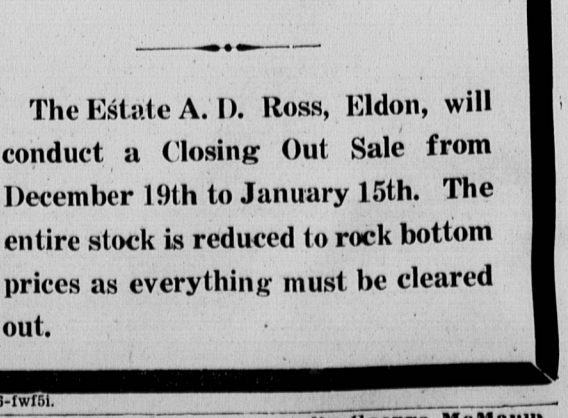 The Estate A. D. Ross, Eldon, will
conduct a Closing Out Sale from
December 19th to January 15th. The
entire stock is reduced to rock bottom
prices as everything must be cleared
out.
-fwf5i.